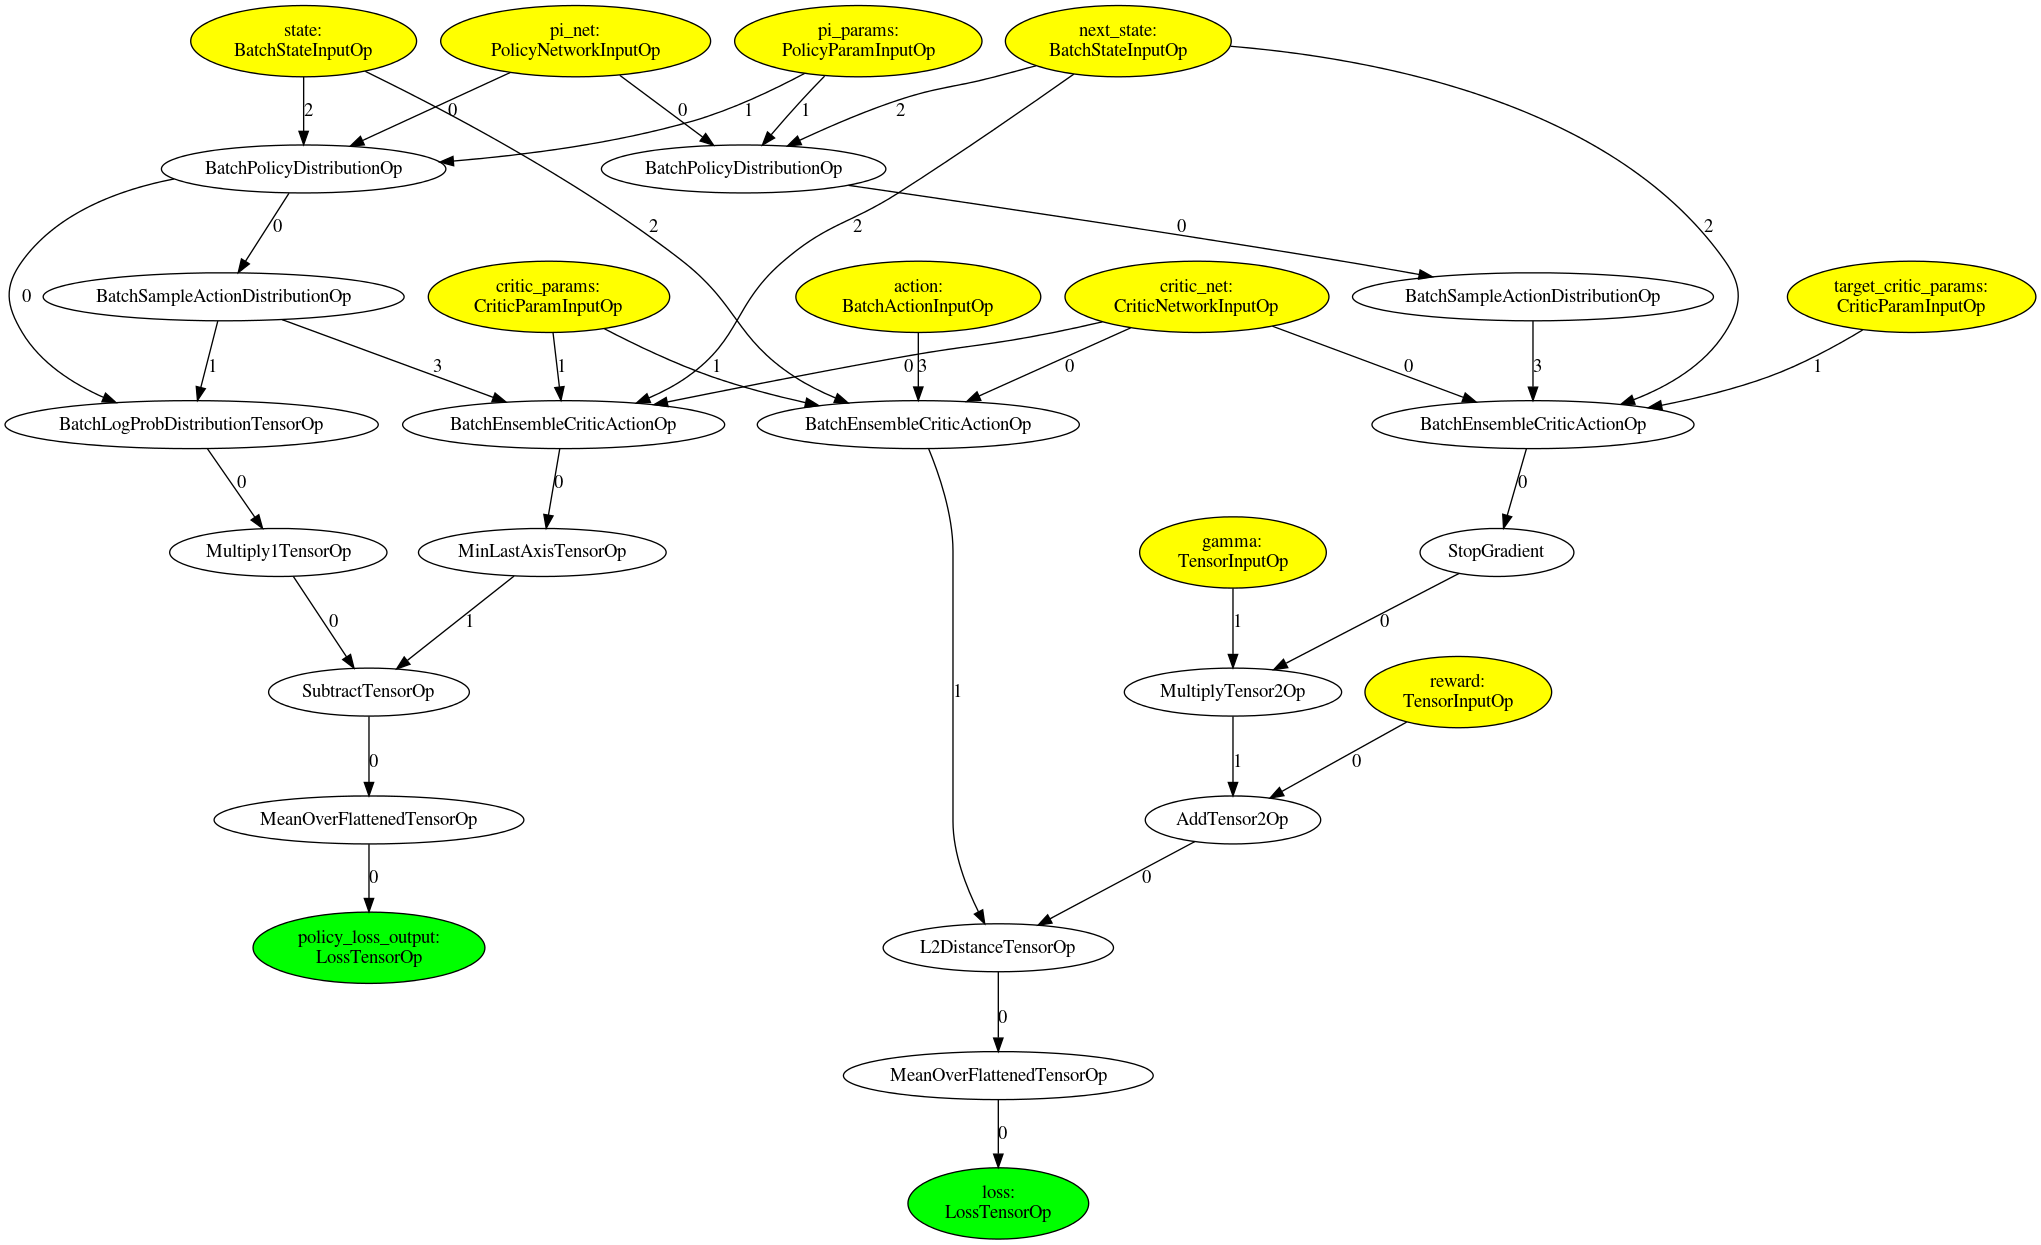 state:
BatchStateInputOp
pi_net:
PolicyNetworkInputOp
pi_params:
PolicyParamInputOp
next_state:
BatchStateInputOp
2
0
1
0
1
2
BatchPolicyDistributionOp
BatchPolicyDistributionOp
0
2
2
0
2
0
BatchSampleActionDistributionOp
critic_params:
CriticParamInputOp
action:
BatchActionInputOp
critic_net:
CriticNetworkInputOp
BatchSampleActionDistributionOp
target_critic_params:
CriticParamInputOp
1
3
1
1
0
3
0
0
3
1
BatchLogProbDistributionTensorOp
BatchEnsembleCriticActionOp
BatchEnsembleCriticActionOp
BatchEnsembleCriticActionOp
0
0
0
Multiply1TensorOp
MinLastAxisTensorOp
gamma:
TensorInputOp
StopGradient
0
1
1
0
SubtractTensorOp
1
MultiplyTensor2Op
reward:
TensorInputOp
0
1
0
MeanOverFlattenedTensorOp
AddTensor2Op
0
0
policy_loss_output:
LossTensorOp
L2DistanceTensorOp
0
MeanOverFlattenedTensorOp
0
loss:
LossTensorOp